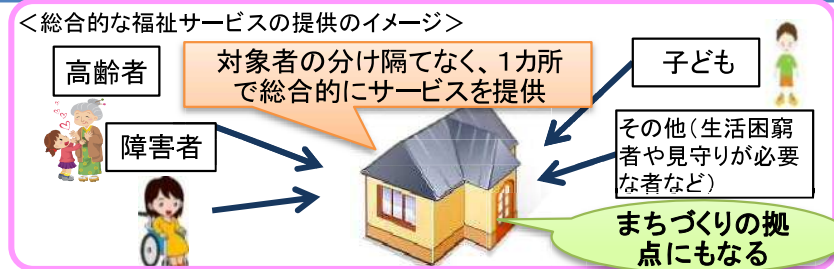 ＜総合的な福祉サービスの提供のイメージ＞
高齢者
対象者の分け隔てなく、１カ所
で総合的にサービスを提供
子ども
障害者
その他（生活困窮
者や見守りが必要
な者など）
まちづくりの拠
点にもなる